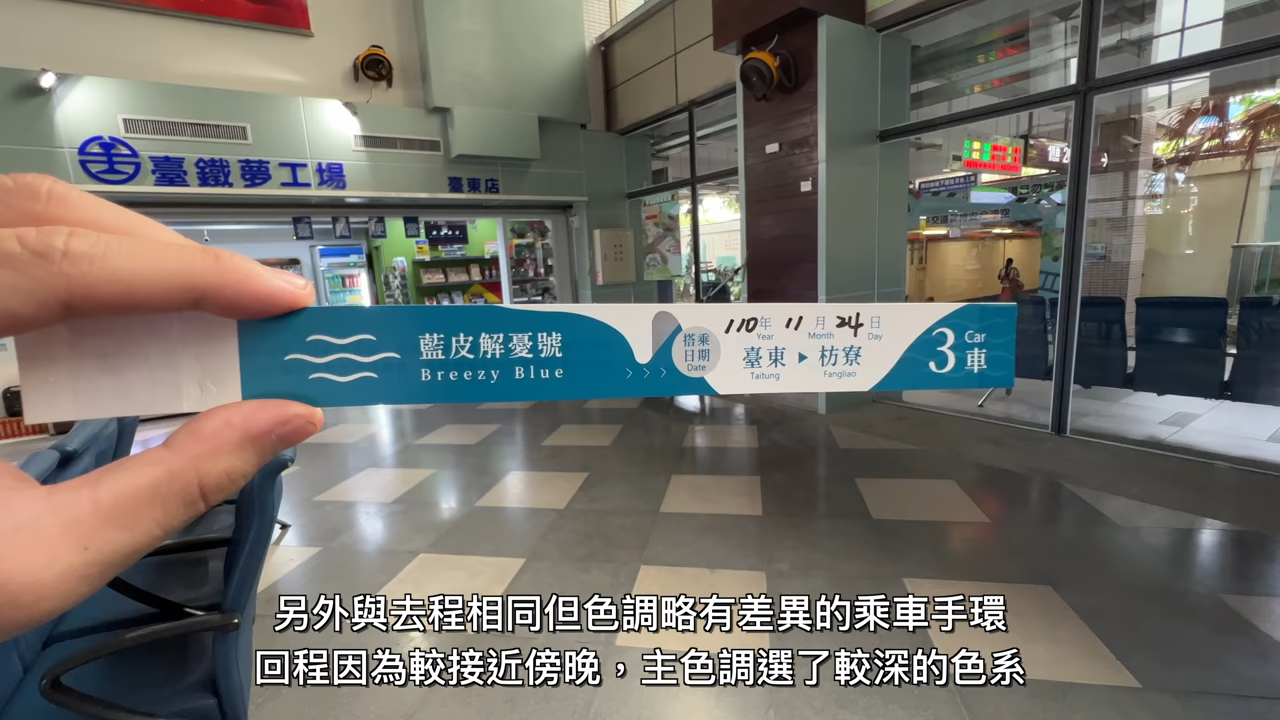 臺鐵夢工場
臺東店
藍皮解憂號
Breezy Blue
搭乘
日期
Date
110年 11月 24日
Year Month Day
臺東 ▶ 枋寮
Taitung Fangliao
3 Car
車
另外與去程相同但色調略有差異的乘車手環
回程因為較接近傍晚，主色調選了較深的色系